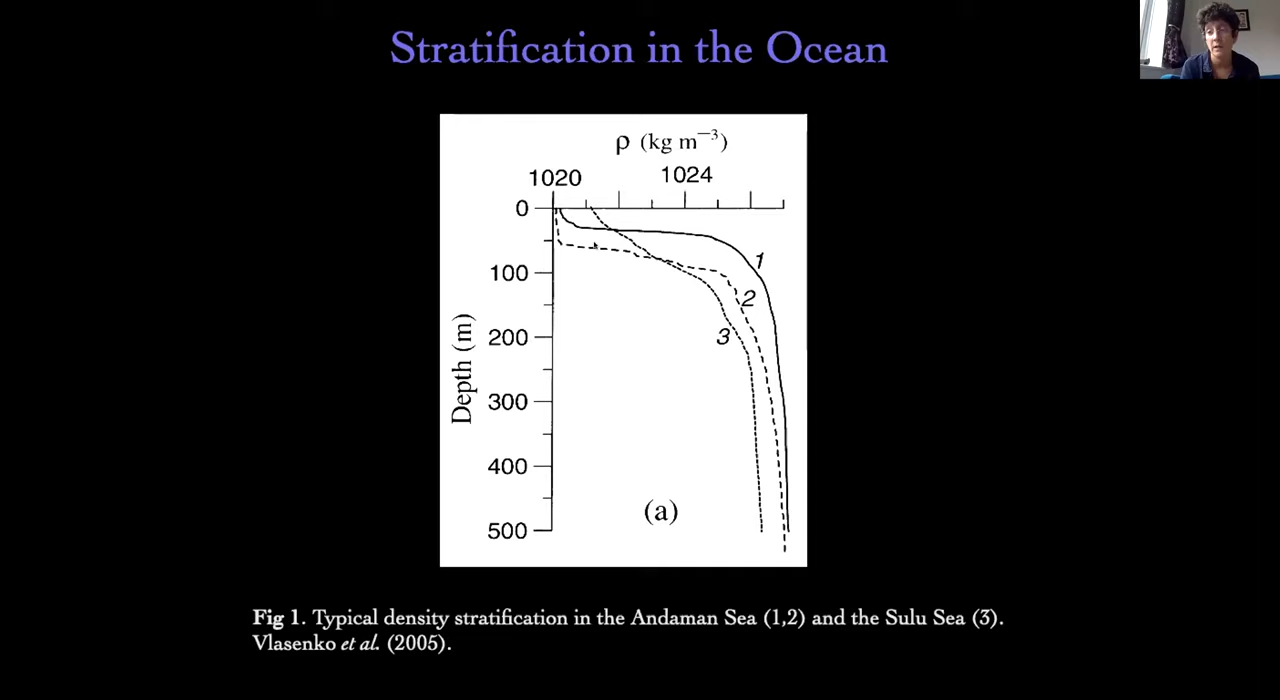 Stratification in the Ocean
ρ (kg m⁻³)
1020 1024
0
100
200
300
400
500
Depth (m)
1
2
3
(a)
Fig 1. Typical density stratification in the Andaman Sea (1,2) and the Sulu Sea (3).
Vlasenko et al. (2005).